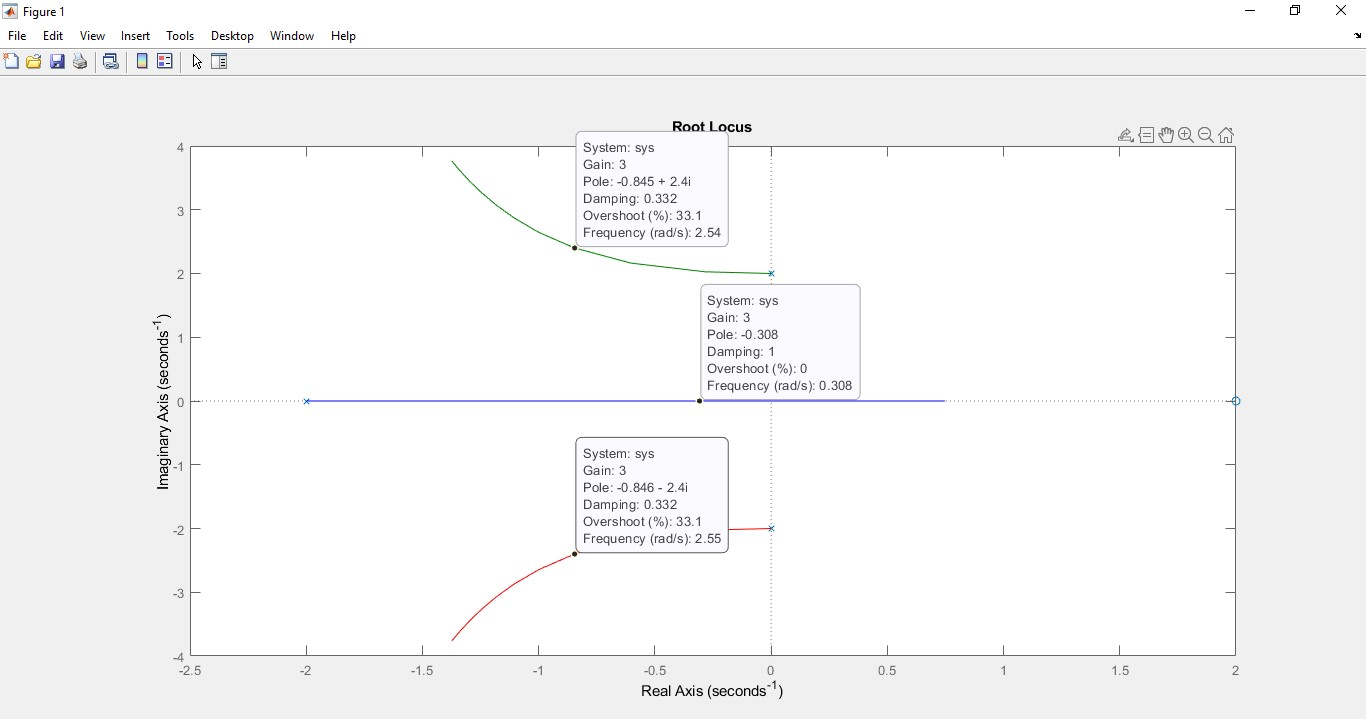 Figure 1
File Edit View Insert Tools Desktop Window Help
Root Locus
System: sys
Gain: 3
Pole: -0.845 + 2.4i
Damping: 0.332
Overshoot (%): 33.1
Frequency (rad/s): 2.54
System: sys
Gain: 3
Pole: -0.308
Damping: 1
Overshoot (%): 0
Frequency (rad/s): 0.308
System: sys
Gain: 3
Pole: -0.846 - 2.4i
Damping: 0.332
Overshoot (%): 33.1
Frequency (rad/s): 2.55
Imaginary Axis (seconds⁻¹)
4
3
2
1
0
-1
-2
-3
-4
-2.5 -2 -1.5 -1 -0.5 0 0.5 1 1.5 2
Real Axis (seconds⁻¹)